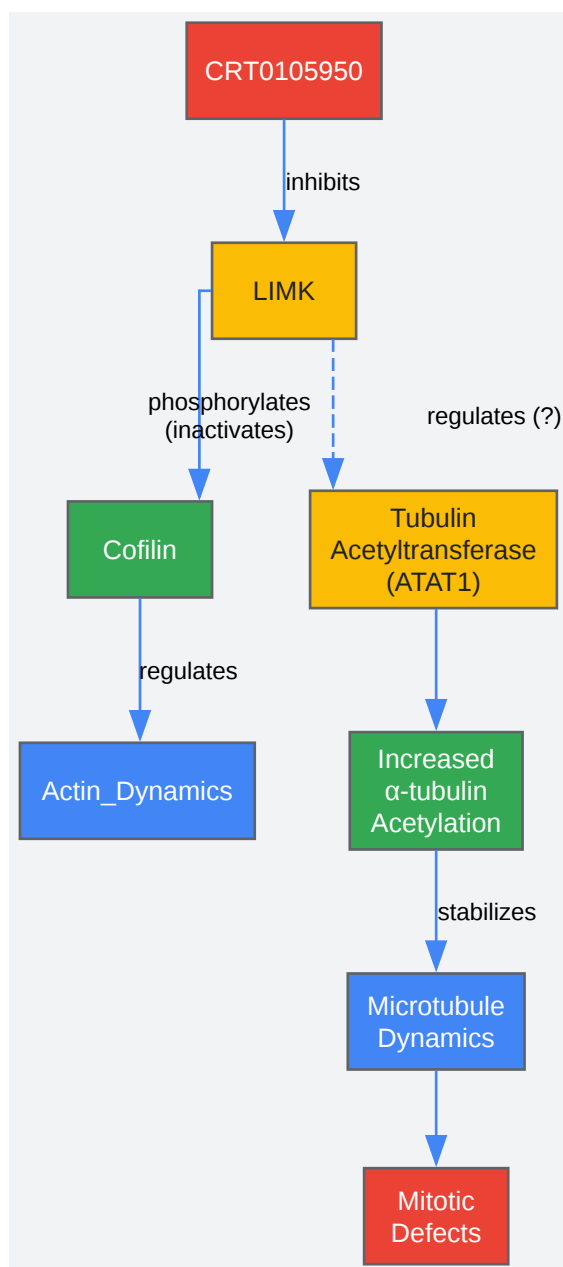 CRT0105950
inhibits
LIMK
phosphorylates
(inactivates)
regulates (?)
Cofilin
Tubulin
Acetyltransferase
(ATAT1)
regulates
Actin_Dynamics
Increased
α-tubulin
Acetylation
stabilizes
Microtubule
Dynamics
Mitotic
Defects